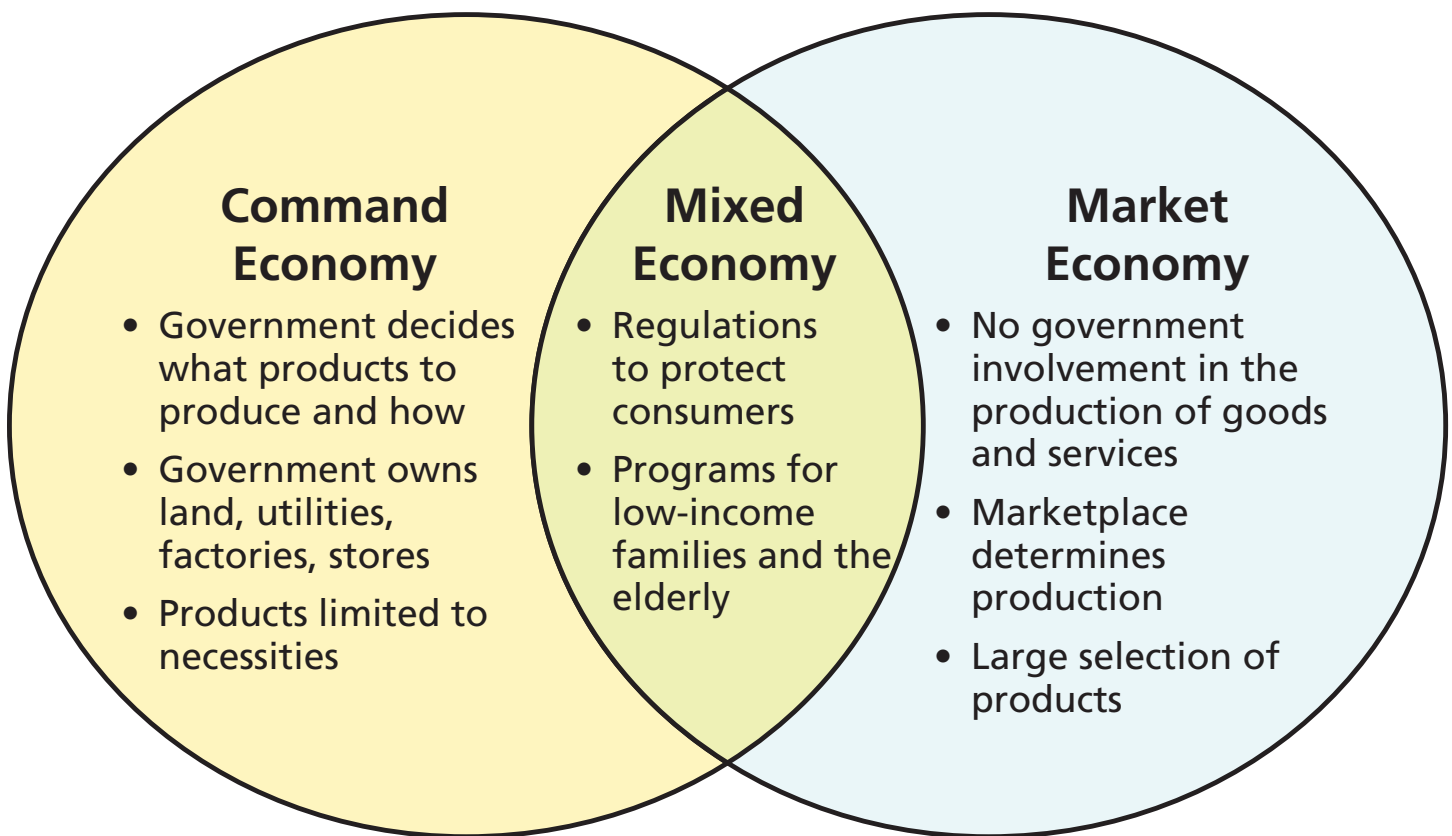 Command
Economy
• Government decides
what products to
produce and how
• Government owns
land, utilities,
factories, stores
• Products limited to
necessities
Mixed
Economy
• Regulations
to protect
consumers
• Programs for
low-income
families and the
elderly
Market
Economy
• No government
involvement in the
production of goods
and services
• Marketplace
determines
production
• Large selection of
products